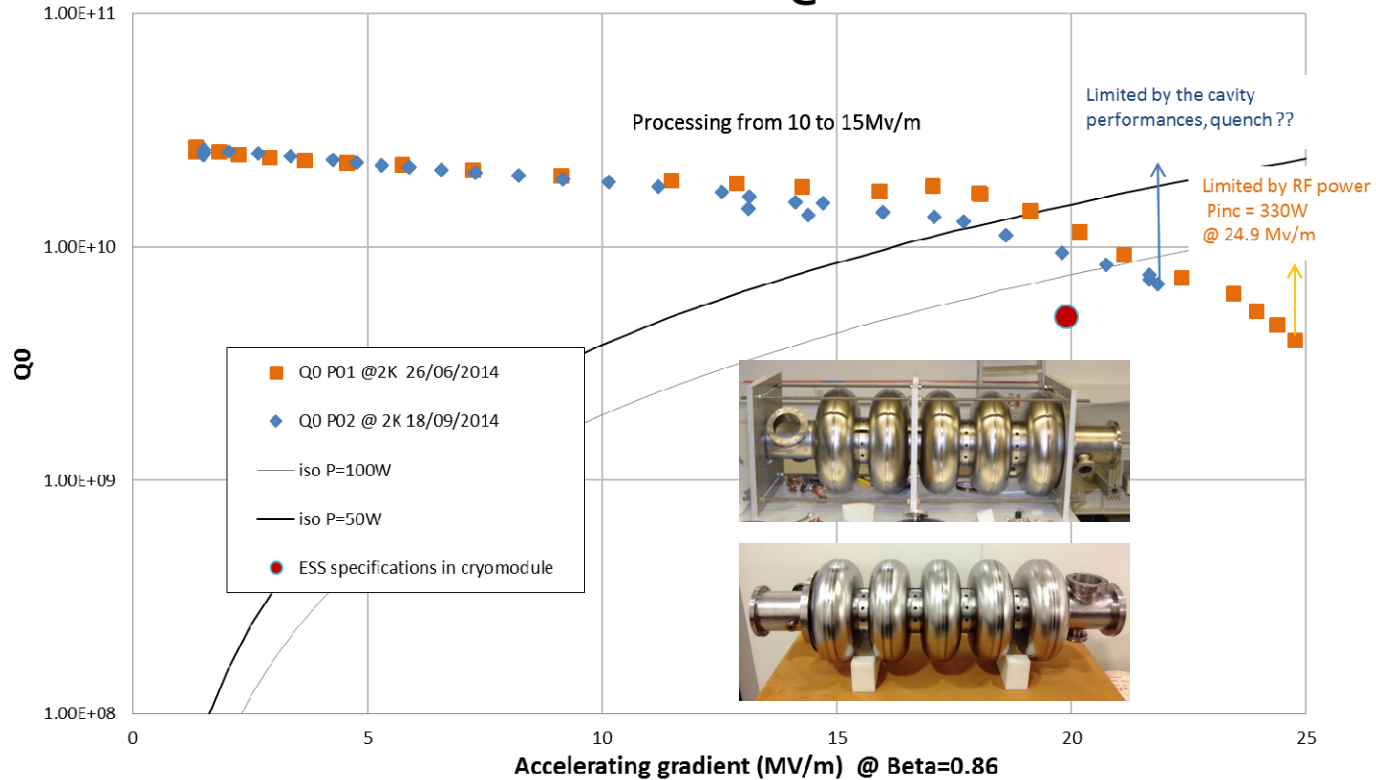 1.00E+11
Processing from 10 to 15Mv/m
Limited by the cavity
performances, quench ??
Limited by RF power
Pinc = 330W
@ 24.9 Mv/m
1.00E+10
Q0
Q0 P01 @2K 26/06/2014
Q0 P02 @ 2K 18/09/2014
iso P=100W
iso P=50W
ESS specifications in cryomodule
1.00E+09
1.00E+08
0 5 10 15 20 25
Accelerating gradient (MV/m) @ Beta=0.86